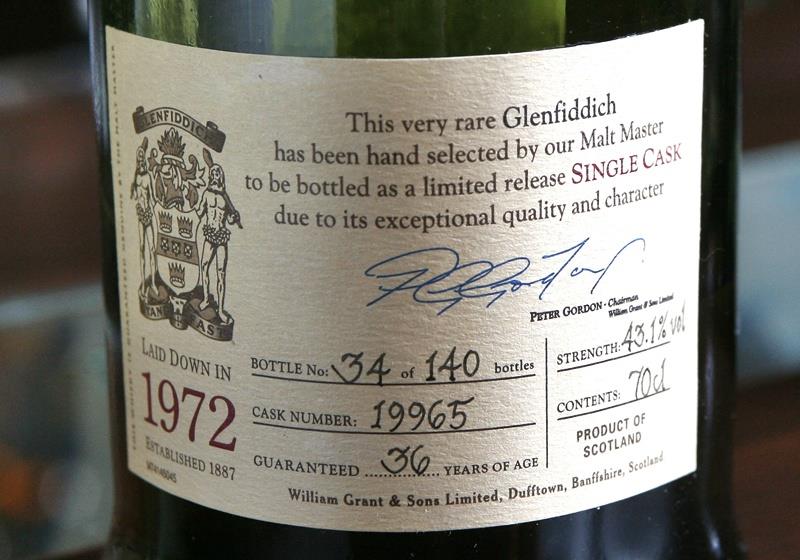 GLENFIDDICH
STAND FAST
This very rare Glenfiddich
has been hand selected by our Malt Master
to be bottled as a limited release SINGLE CASK
due to its exceptional quality and character
PETER GORDON - Chairman
William Grant & Sons Limited
LAID DOWN IN
1972
ESTABLISHED 1887
BOTTLE No: 34 of 140 bottles
CASK NUMBER: 19965
GUARANTEED 36 YEARS OF AGE
STRENGTH: 43.1% vol
CONTENTS: 70cl
PRODUCT OF
SCOTLAND
William Grant & Sons Limited, Dufftown, Banffshire, Scotland